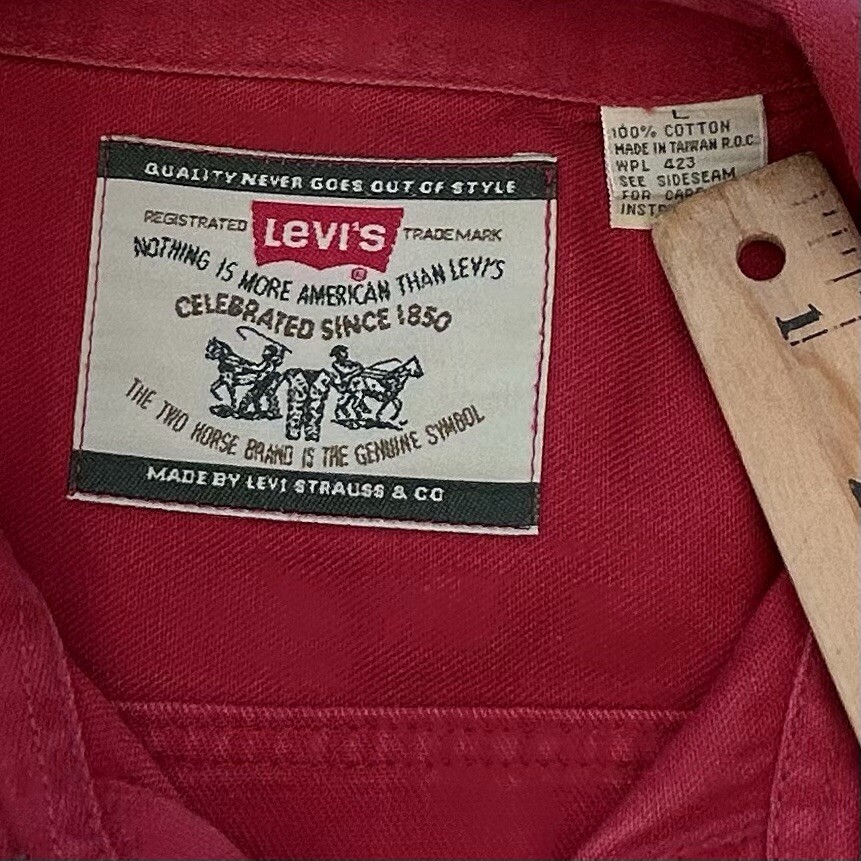 QUALITY NEVER GOES OUT OF STYLE
REGISTRATED LEVI'S ® TRADEMARK
NOTHING IS MORE AMERICAN THAN LEVI'S
CELEBRATED SINCE 1850
THE TWO HORSE BRAND IS THE GENUINE SYMBOL
MADE BY LEVI STRAUSS & CO
L
100% COTTON
MADE IN TAIWAN R.O.C.
WPL 423
SEE SIDESEAM
FOR
1